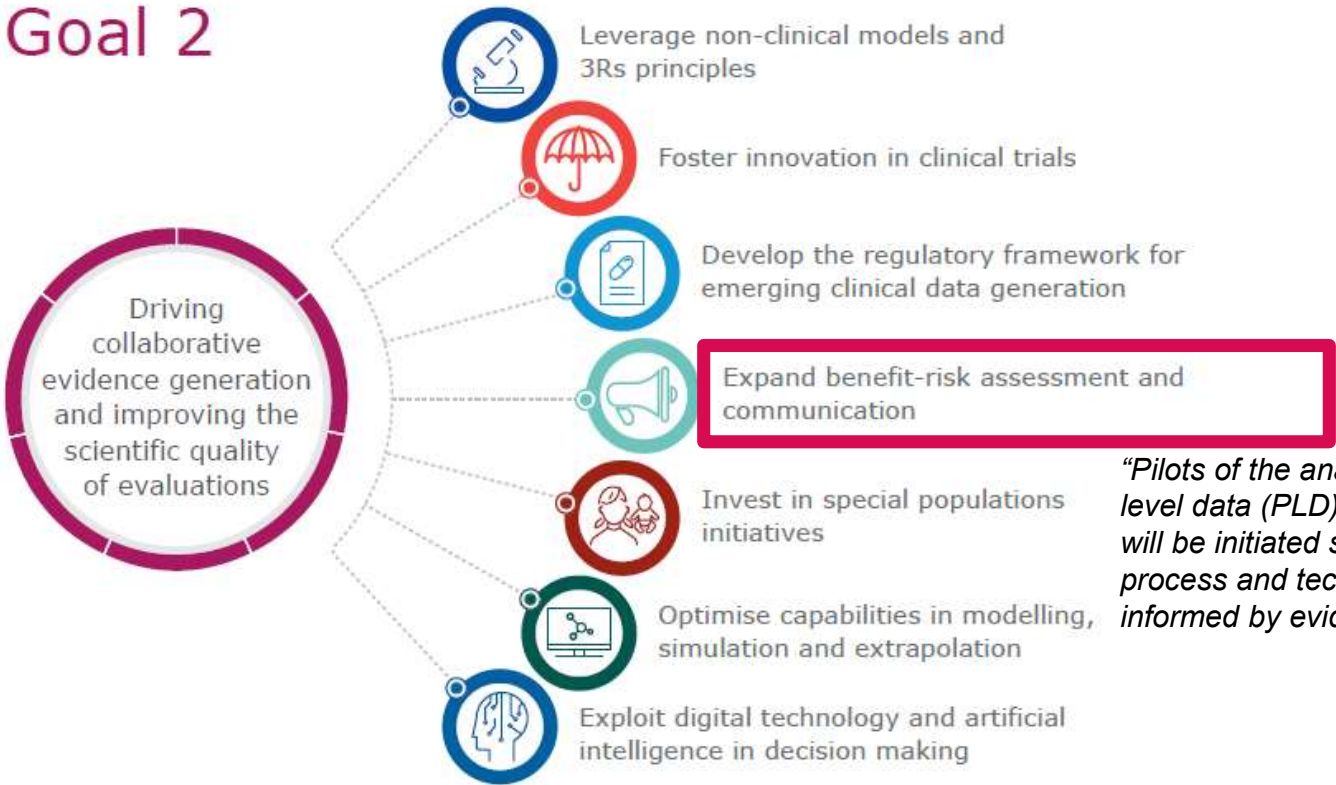 Goal 2
Leverage non-clinical models and
3Rs principles
Foster innovation in clinical trials
Develop the regulatory framework for
emerging clinical data generation
Driving
collaborative
evidence generation
and improving the
scientific quality
of evaluations
Expand benefit-risk assessment and
communication
“Pilots of the ana
level data (PLD)
will be initiated s
process and tec
informed by evid
Invest in special populations
initiatives
Optimise capabilities in modelling,
simulation and extrapolation
Exploit digital technology and artificial
intelligence in decision making